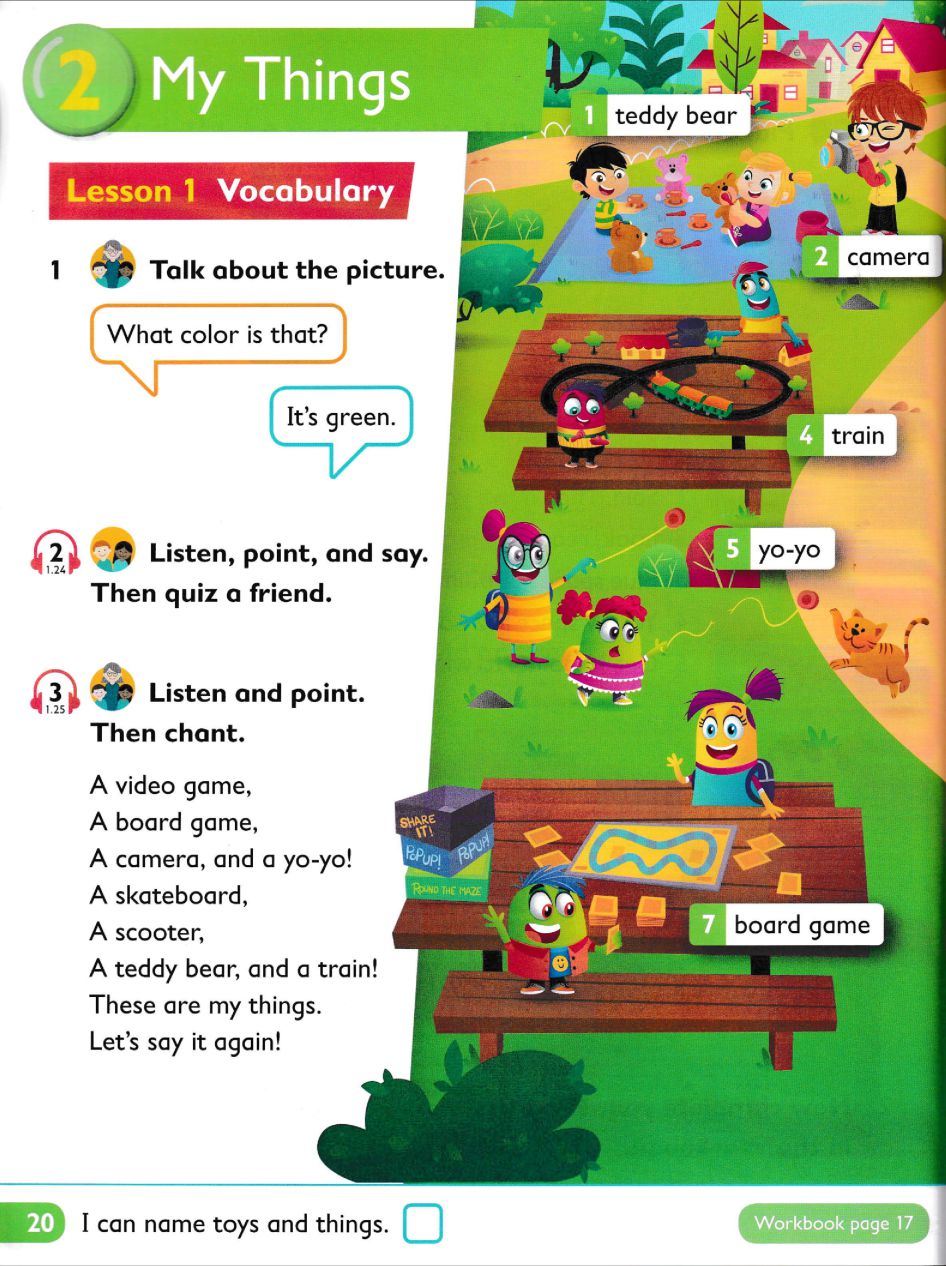 2 My Things
Lesson 1 Vocabulary
1 Talk about the picture.
What color is that?
It's green.
2 Listen, point, and say.
1.24
Then quiz a friend.
3 Listen and point.
1.25
Then chant.
A video game,
A board game,
A camera, and a yo-yo!
A skateboard,
A scooter,
A teddy bear, and a train!
These are my things.
Let's say it again!
1 teddy bear
2 camera
4 train
5 yo-yo
SHARE
IT!
POPUP! POPUP!
ROUND THE MAZE
7 board game
20 I can name toys and things.
Workbook page 17